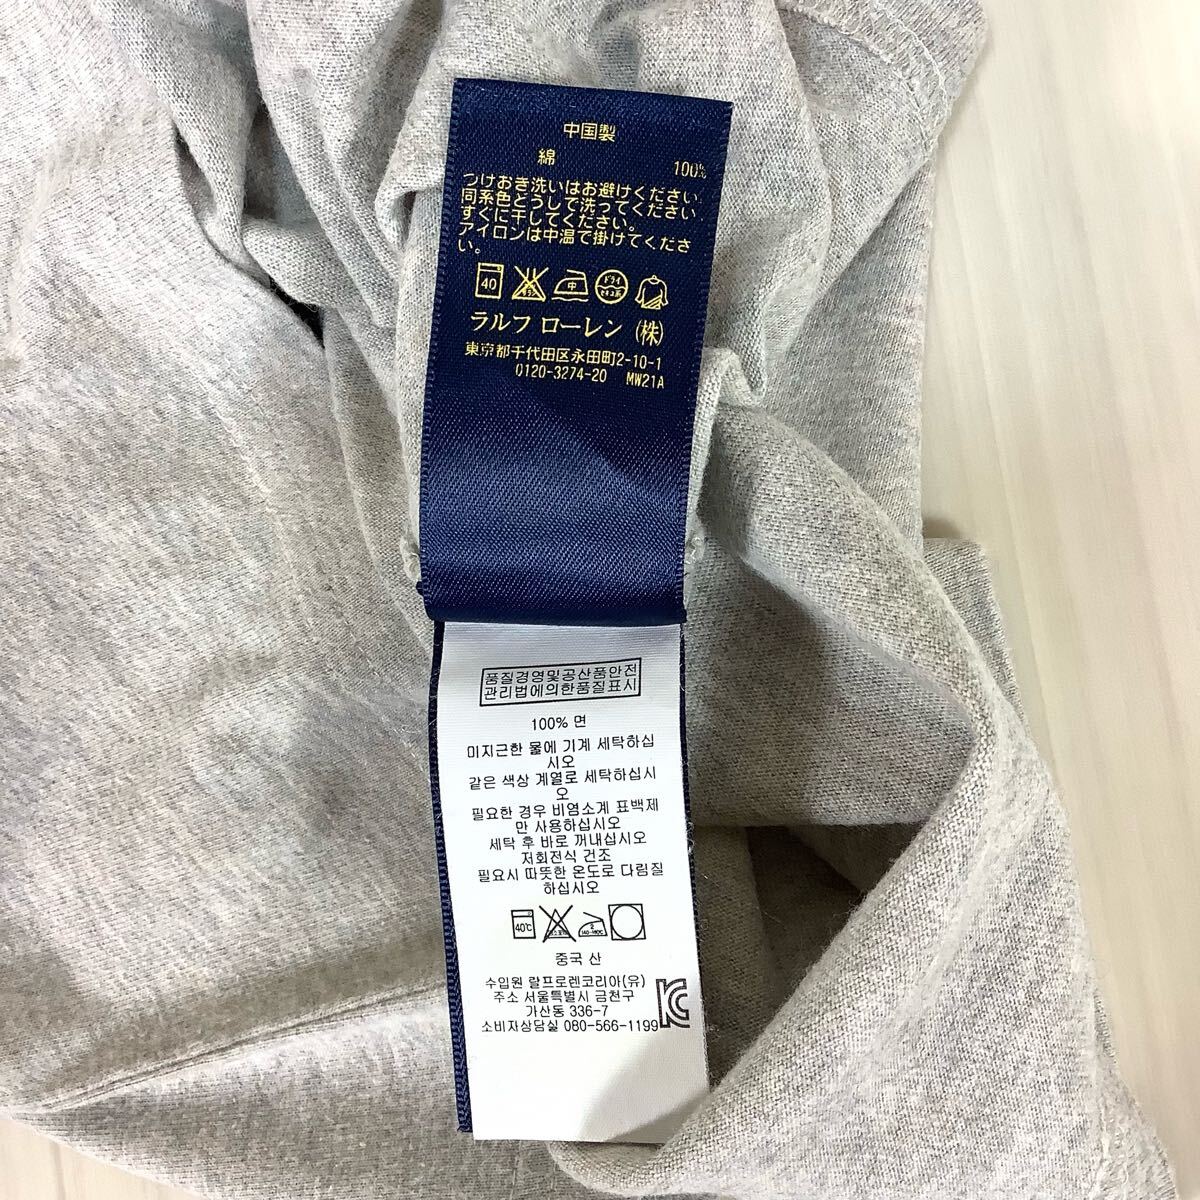 中国製
綿 100%
つけおき洗いはお避けください
同系色どうしで洗ってください
すぐに干してください。
アイロンは中温で掛けてくださ
い。
40 中 ドライ セキユ系
ラルフ ローレン (株)
東京都千代田区永田町2-10-1
0120-3274-20 MW21A
품질경영및공산품안전
관리법에의한품질표시
100% 면
미지근한 물에 기계 세탁하십
시오
같은 색상 계열로 세탁하십시
오
필요한 경우 비염소계 표백제
만 사용하십시오
세탁 후 바로 꺼내십시오
저회전식 건조
필요시 따뜻한 온도로 다림질
하십시오
40℃ 2
중국 산
수입원 랄프로렌코리아(유)
주소 서울특별시 금천구
가산동 336-7
소비자상담실 080-566-1199